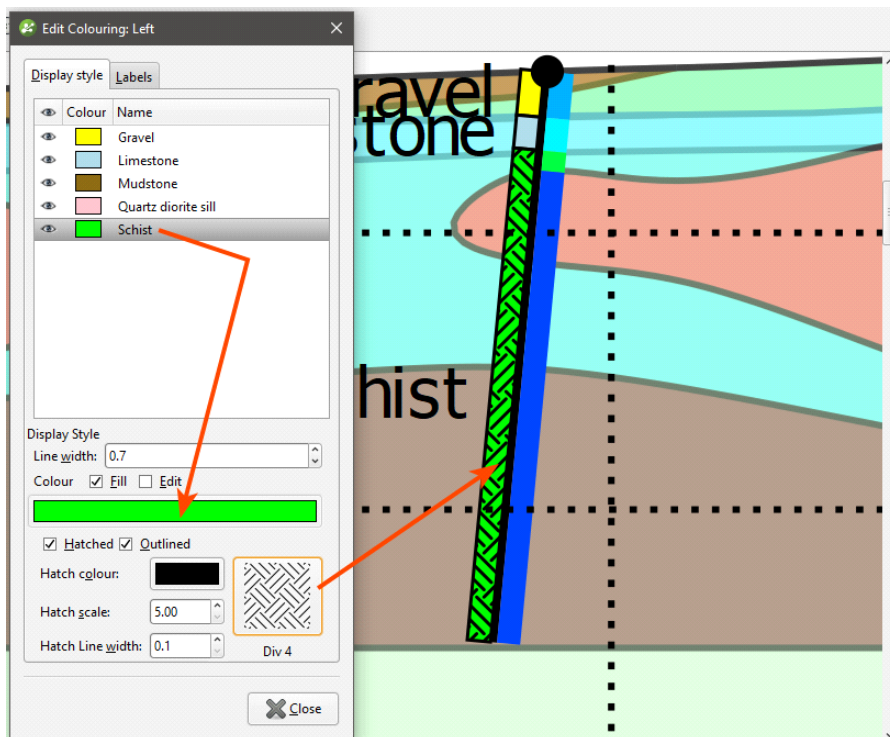 Edit Colouring: Left
Display style
Labels
Colour Name
Gravel
Limestone
Mudstone
Quartz diorite sill
Schist
Display Style
Line width: 0.7
Colour Fill Edit
Hatched Outlined
Hatch colour:
Hatch scale: 5.00
Hatch Line width: 0.1
Div 4
Close
ravel
tone
hist